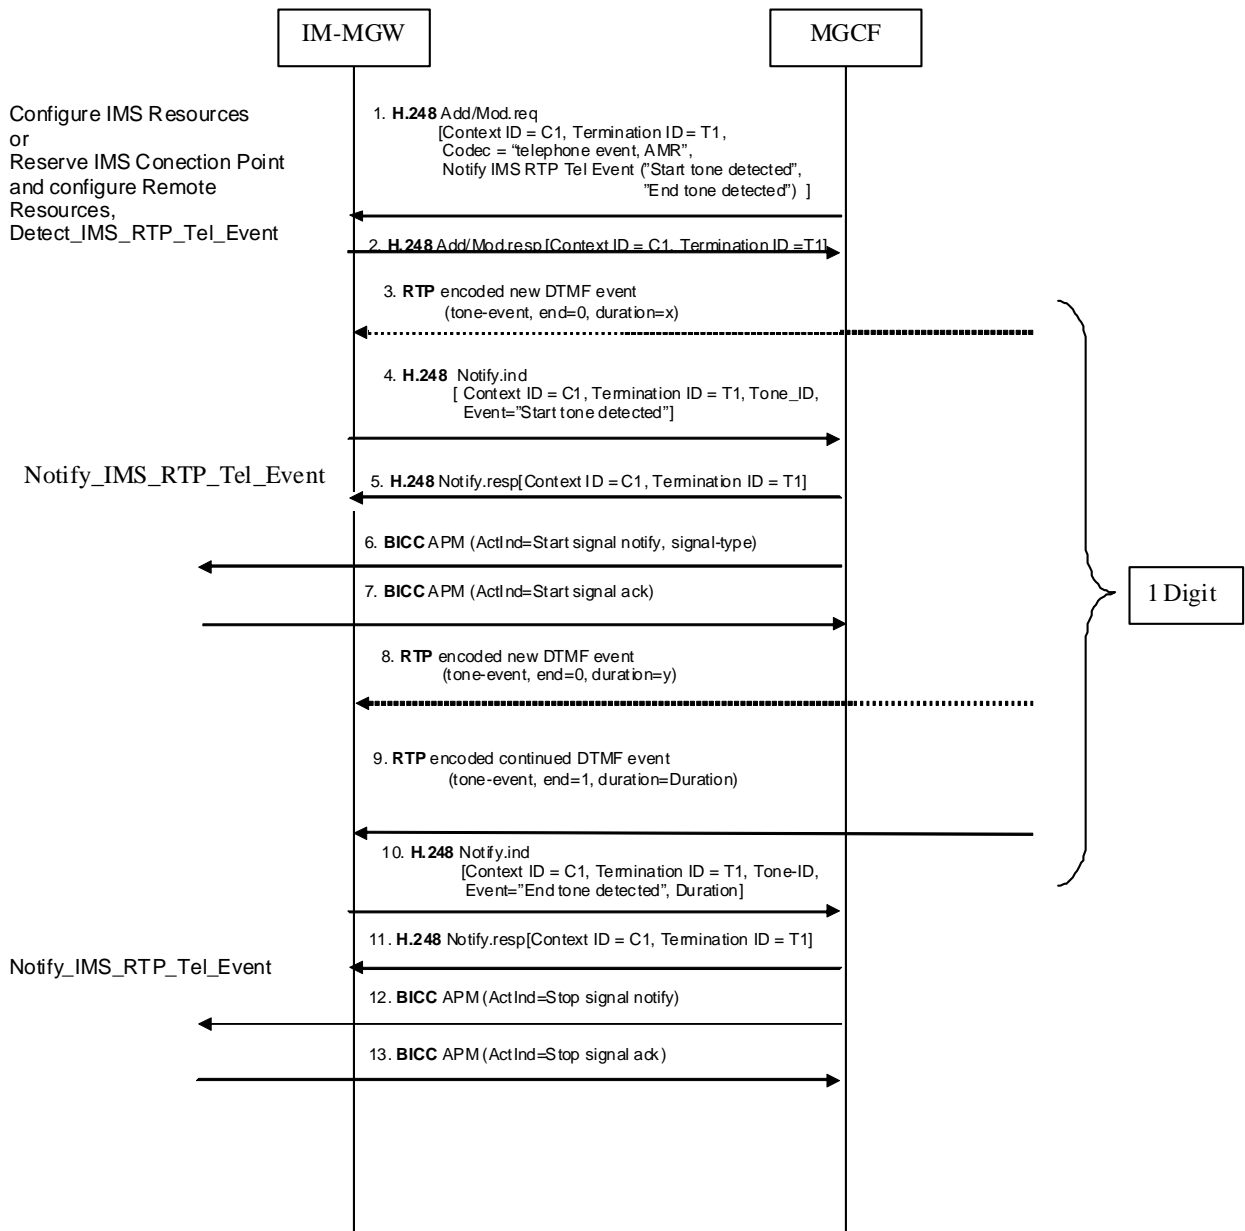 IM-MGW
MGCF
Configure IMS Resources
or
Reserve IMS Conection Point
and configure Remote
Resources,
Detect_IMS_RTP_Tel_Event
1. H.248 Add/Mod.req
[Context ID = C1, Termination ID = T1,
Codec = “telephone event, AMR”,
Notify IMS RTP Tel Event (”Start tone detected”,
”End tone detected”) ]
2. H.248 Add/Mod.resp[Context ID = C1, Termination ID =T1]
3. RTP encoded new DTMF event
(tone-event, end=0, duration=x)
4. H.248 Notify.ind
[ Context ID = C1, Termination ID = T1, Tone_ID,
Event=”Start tone detected”]
Notify_IMS_RTP_Tel_Event
5. H.248 Notify.resp[Context ID = C1, Termination ID = T1]
6. BICC APM (ActInd=Start signal notify, signal-type)
7. BICC APM (ActInd=Start signal ack)
1 Digit
8. RTP encoded new DTMF event
(tone-event, end=0, duration=y)
9. RTP encoded continued DTMF event
(tone-event, end=1, duration=Duration)
10. H.248 Notify.ind
[Context ID = C1, Termination ID = T1, Tone-ID,
Event=”End tone detected”, Duration]
11. H.248 Notify.resp[Context ID = C1, Termination ID = T1]
Notify_IMS_RTP_Tel_Event
12. BICC APM (ActInd=Stop signal notify)
13. BICC APM (ActInd=Stop signal ack)